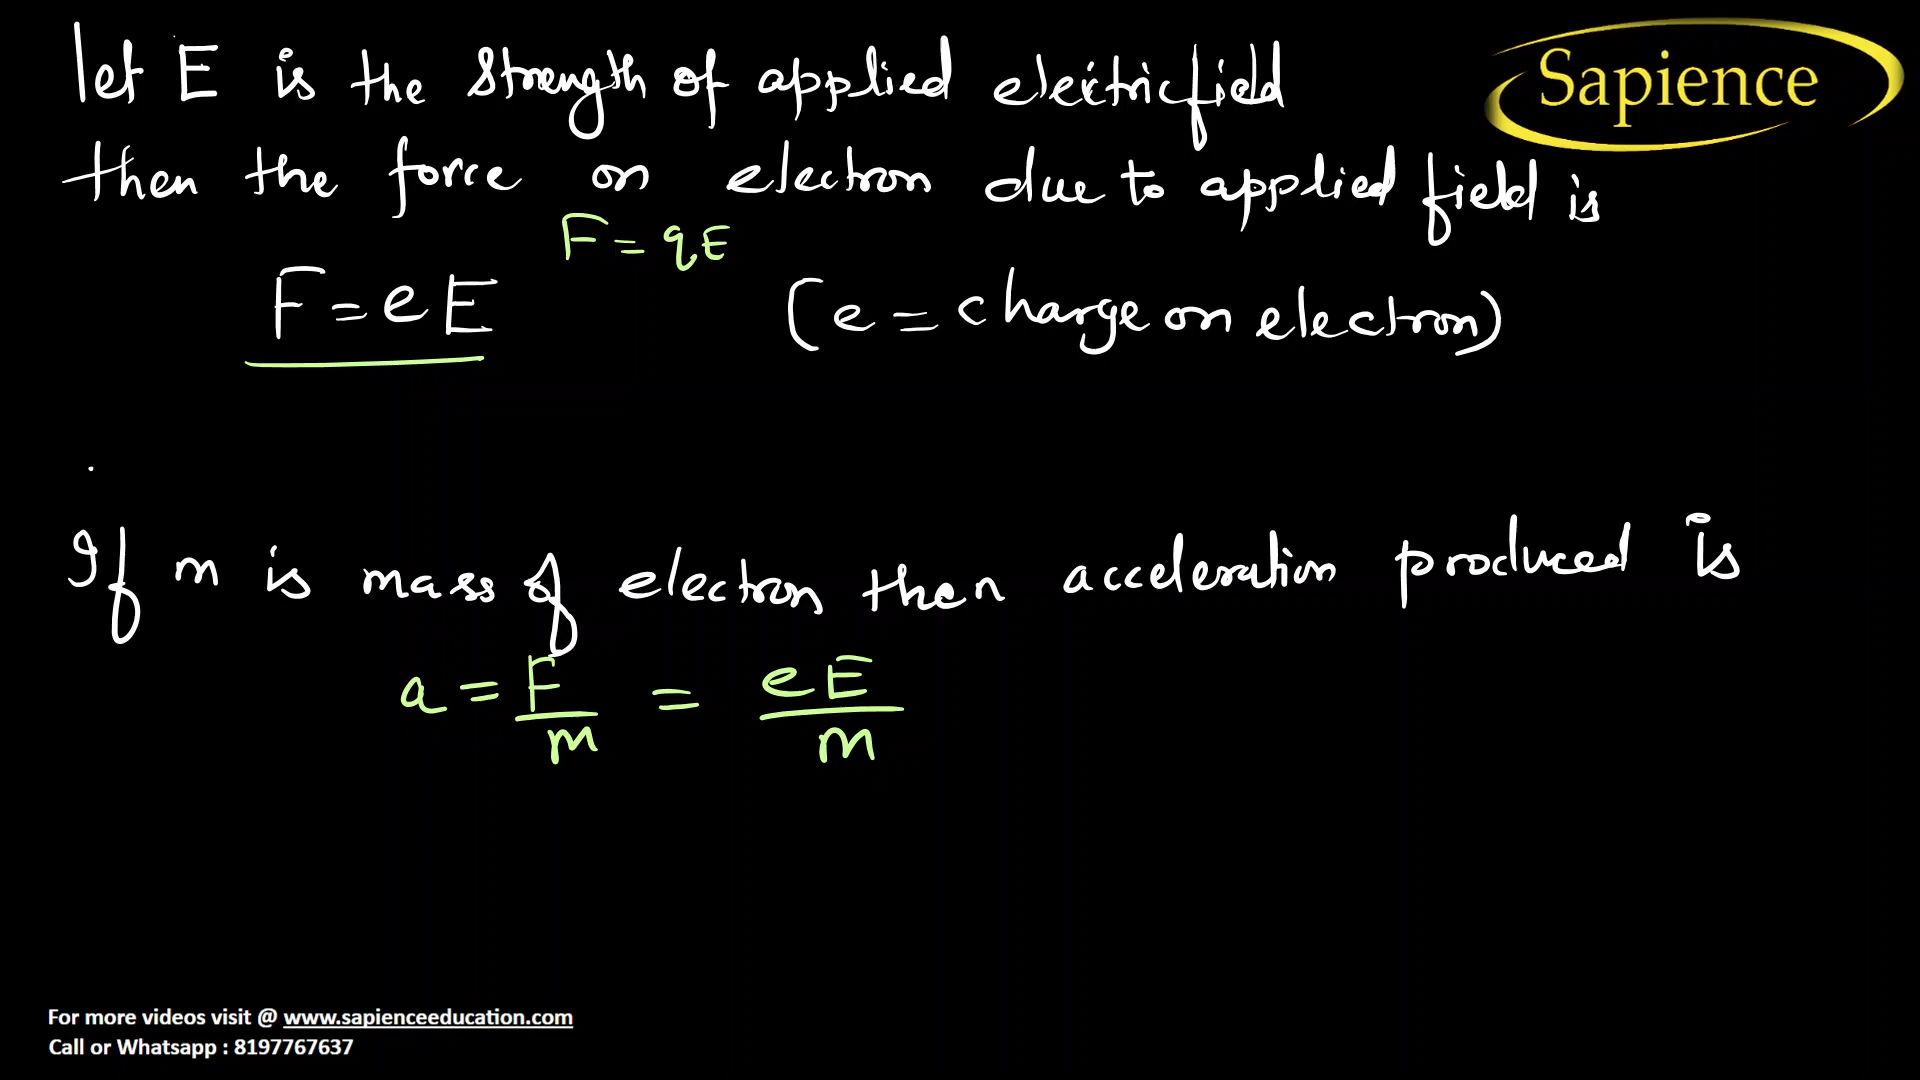 let E is the strength of applied electric field
Sapience
then the force on electron due to applied field is
F = qE
F = eE (e = charge on electron)
If m is mass of electron then acceleration produced is
a = F/m = eE/m
For more videos visit @ www.sapienceeducation.com
Call or Whatsapp : 8197767637